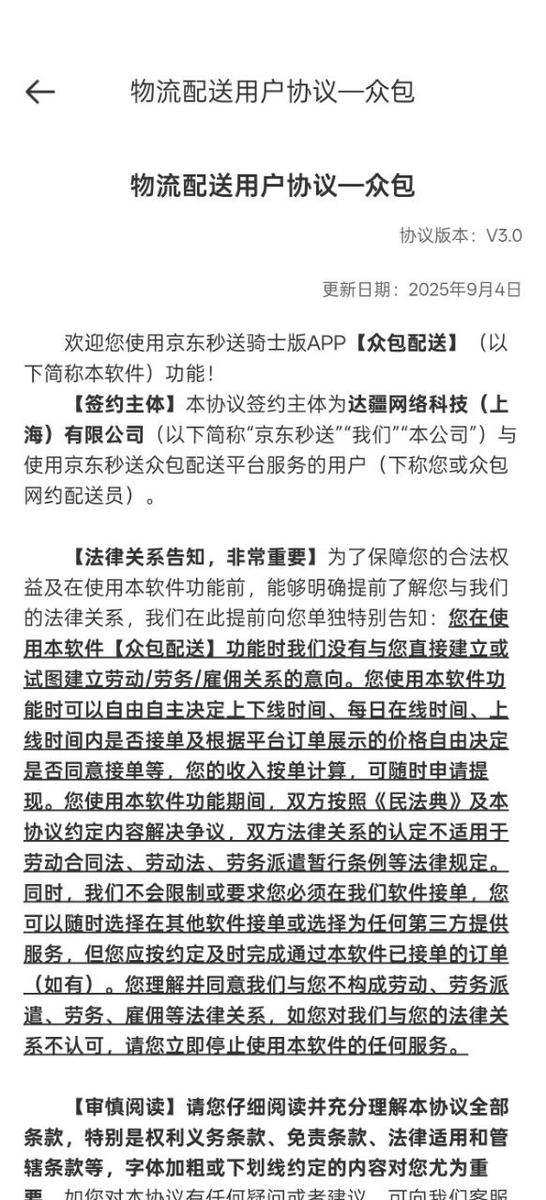 物流配送用户协议—众包
物流配送用户协议—众包
协议版本：V3.0
更新日期：2025年9月4日
欢迎您使用京东秒送骑士版APP【众包配送】（以
下简称本软件）功能！
【签约主体】本协议签约主体为达疆网络科技（上
海）有限公司（以下简称“京东秒送”“我们”“本公司”）与
使用京东秒送众包配送平台服务的用户（下称您或众包
网约配送员）。
【法律关系告知，非常重要】为了保障您的合法权
益及在使用本软件功能前，能够明确提前了解您与我们
的法律关系，我们在此提前向您单独特别告知：您在使
用本软件【众包配送】功能时我们没有与您直接建立或
试图建立劳动/劳务/雇佣关系的意向。您使用本软件功
能时可以自由自主决定上下线时间、每日在线时间、上
线时间内是否接单及根据平台订单展示的价格自由决定
是否同意接单等，您的收入按单计算，可随时申请提
现。您使用本软件功能期间，双方按照《民法典》及本
协议约定内容解决争议，双方法律关系的认定不适用于
劳动合同法、劳动法、劳务派遣暂行条例等法律规定。
同时，我们不会限制或要求您必须在我们软件接单，您
可以随时选择在其他软件接单或选择为任何第三方提供
服务，但您应按约定及时完成通过本软件已接单的订单
（如有）。您理解并同意我们与您不构成劳动、劳务派
遣、劳务、雇佣等法律关系，如您对我们与您的法律关
系不认可，请您立即停止使用本软件的任何服务。
【审慎阅读】请您仔细阅读并充分理解本协议全部
条款，特别是权利义务条款、免责条款、法律适用和管
辖条款等，字体加粗或下划线约定的内容对您尤为重
要。如您对本协议有任何疑问或者建议，可向我们客服